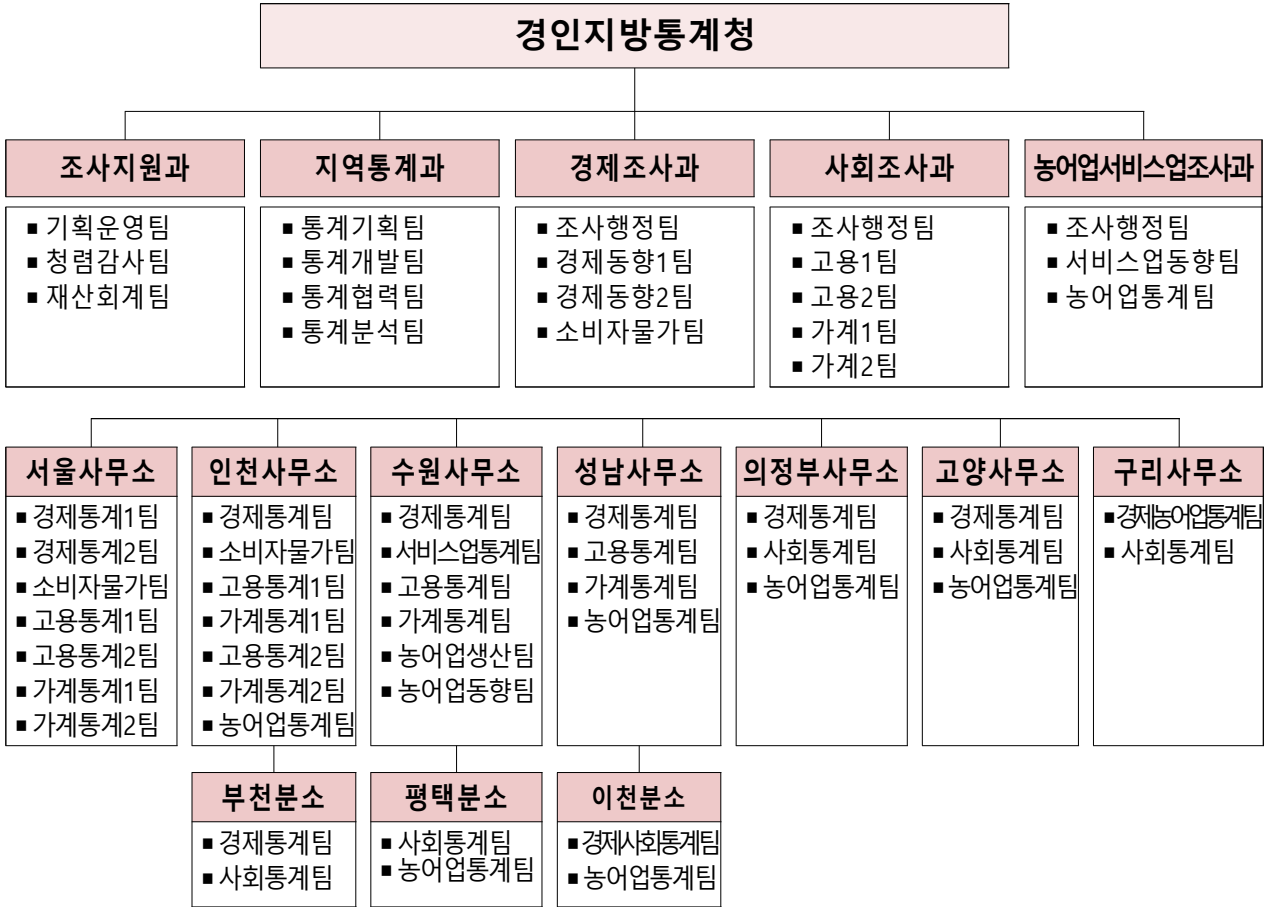 경인지방통계청
조사지원과
■ 기획운영팀
■ 청렴감사팀
■ 재산회계팀
지역통계과
■ 통계기획팀
■ 통계개발팀
■ 통계협력팀
■ 통계분석팀
경제조사과
■ 조사행정팀
■ 경제동향1팀
■ 경제동향2팀
■ 소비자물가팀
사회조사과
■ 조사행정팀
■ 고용1팀
■ 고용2팀
■ 가계1팀
■ 가계2팀
농어업서비스업조사과
■ 조사행정팀
■ 서비스업동향팀
■ 농어업통계팀
서울사무소
■ 경제통계1팀
■ 경제통계2팀
■ 소비자물가팀
■ 고용통계1팀
■ 고용통계2팀
■ 가계통계1팀
■ 가계통계2팀
인천사무소
■ 경제통계팀
■ 소비자물가팀
■ 고용통계1팀
■ 가계통계1팀
■ 고용통계2팀
■ 가계통계2팀
■ 농어업통계팀
수원사무소
■ 경제통계팀
■ 서비스업통계팀
■ 고용통계팀
■ 가계통계팀
■ 농어업생산팀
■ 농어업동향팀
성남사무소
■ 경제통계팀
■ 고용통계팀
■ 가계통계팀
■ 농어업통계팀
의정부사무소
■ 경제통계팀
■ 사회통계팀
■ 농어업통계팀
고양사무소
■ 경제통계팀
■ 사회통계팀
■ 농어업통계팀
구리사무소
■ 경제농어업통계팀
■ 사회통계팀
부천분소
■ 경제통계팀
■ 사회통계팀
평택분소
■ 사회통계팀
■ 농어업통계팀
이천분소
■ 경제사회통계팀
■ 농어업통계팀